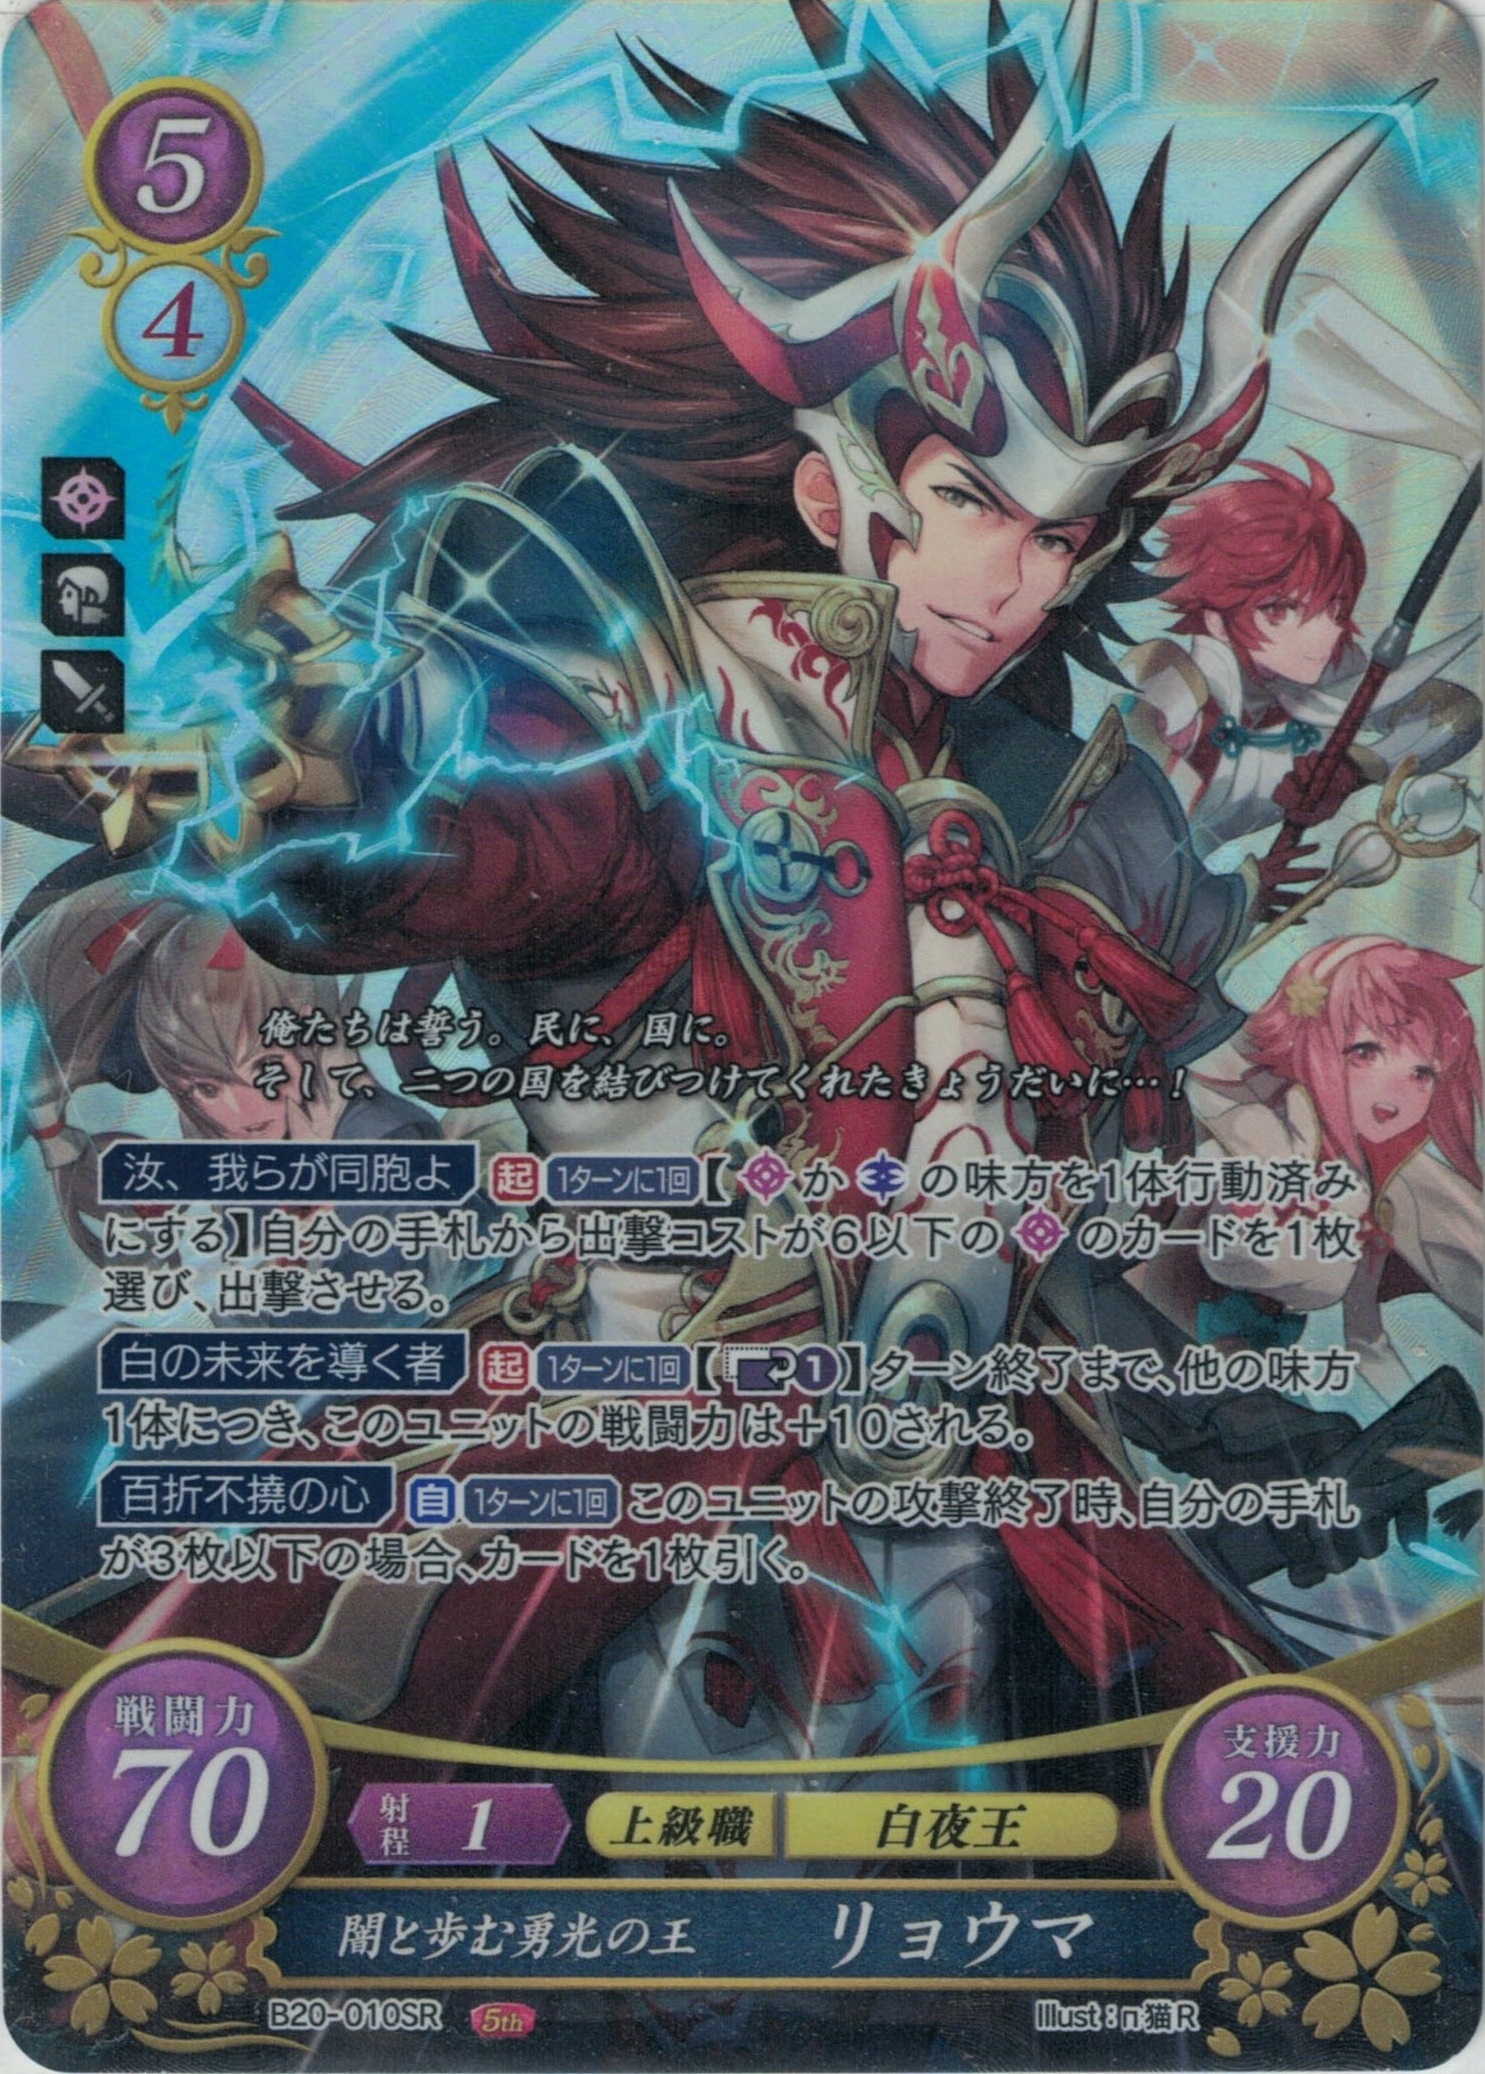 5
4
俺たちは誓う。民に、国に。
そして、二つの国を結びつけてくれたきょうだいに…！
汝、我らが同胞よ 起 1ターンに1回【かの味方を1体行動済み
にする】自分の手札から出撃コストが6以下のカードを1枚
選び、出撃させる。
白の未来を導く者 起 1ターンに1回【1】ターン終了まで、他の味方
1体につき、このユニットの戦闘力は＋10される。
百折不撓の心 自 1ターンに1回 このユニットの攻撃終了時、自分の手札
が3枚以下の場合、カードを1枚引く。
戦闘力
70
射程 1
上級職 白夜王
支援力
20
闇と歩む勇光の王 リョウマ
B20-010SR 5th Illust：n猫R